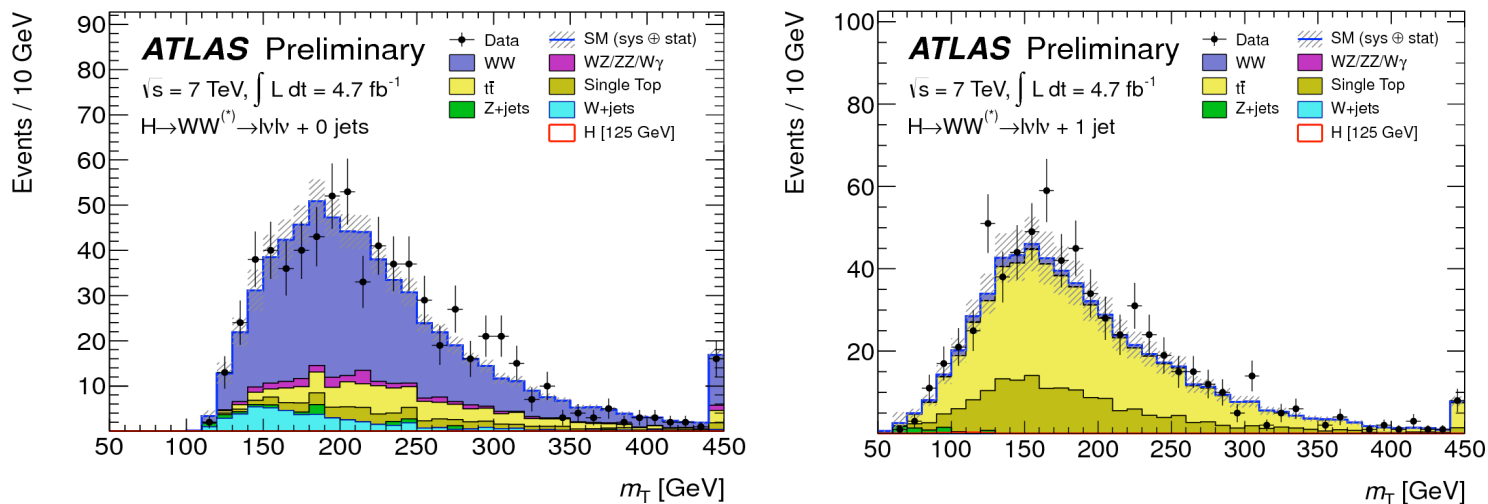 Events / 10 GeV
90
80
70
60
50
40
30
20
10
ATLAS Preliminary
√s = 7 TeV, ∫ L dt = 4.7 fb⁻¹
H→WW⁽*⁾→lνlν + 0 jets
Data
SM (sys ⊕ stat)
WW
WZ/ZZ/Wγ
tt̄
Single Top
Z+jets
W+jets
H [125 GeV]
50 100 150 200 250 300 350 400 450
m_T [GeV]
Events / 10 GeV
100
80
60
40
20
ATLAS Preliminary
√s = 7 TeV, ∫ L dt = 4.7 fb⁻¹
H→WW⁽*⁾→lνlν + 1 jet
Data
SM (sys ⊕ stat)
WW
WZ/ZZ/Wγ
tt̄
Single Top
Z+jets
W+jets
H [125 GeV]
50 100 150 200 250 300 350 400 450
m_T [GeV]